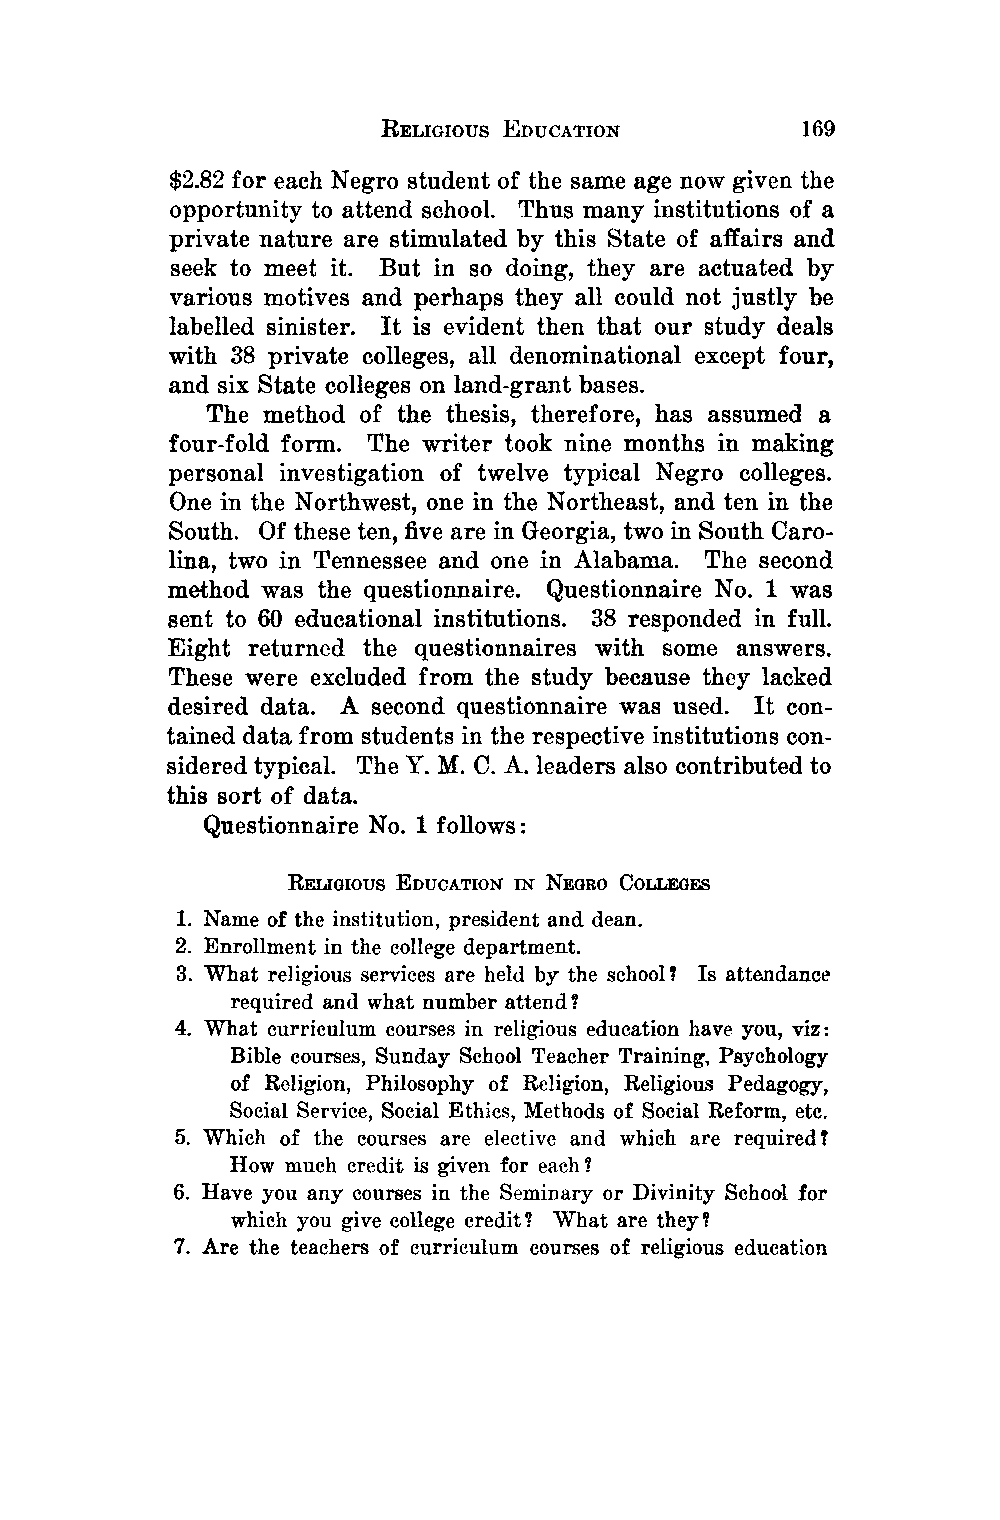 RELIGIOUS EDUCATION 169
$2.82 for each Negro student of the same age now given the
opportunity to attend school. Thus many institutions of a
private nature are stimulated by this State of affairs and
seek to meet it. But in so doing, they are actuated by
various motives and perhaps they all could not justly be
labelled sinister. It is evident then that our study deals
with 38 private colleges, all denominational except four,
and six State colleges on land-grant bases.
The method of the thesis, therefore, has assumed a
four-fold form. The writer took nine months in making
personal investigation of twelve typical Negro colleges.
One in the Northwest, one in the Northeast, and ten in the
South. Of these ten, five are in Georgia, two in South Caro-
lina, two in Tennessee and one in Alabama. The second
method was the questionnaire. Questionnaire No. 1 was
sent to 60 educational institutions. 38 responded in full.
Eight returned the questionnaires with some answers.
These were excluded from the study because they lacked
desired data. A second questionnaire was used. It con-
tained data from students in the respective institutions con-
sidered typical. The Y. M. C. A. leaders also contributed to
this sort of data.
Questionnaire No. 1 follows:
RELIGIOUS EDUCATION IN NEGRO COLLEGES
1. Name of the institution, president and dean.
2. Enrollment in the college department.
3. What religious services are held by the school? Is attendance
required and what number attend?
4. What curriculum courses in religious education have you, viz:
Bible courses, Sunday School Teacher Training, Psychology
of Religion, Philosophy of Religion, Religious Pedagogy,
Social Service, Social Ethics, Methods of Social Reform, etc.
5. Which of the courses are elective and which are required?
How much credit is given for each?
6. Have you any courses in the Seminary or Divinity School for
which you give college credit? What are they?
7. Are the teachers of curriculum courses of religious education